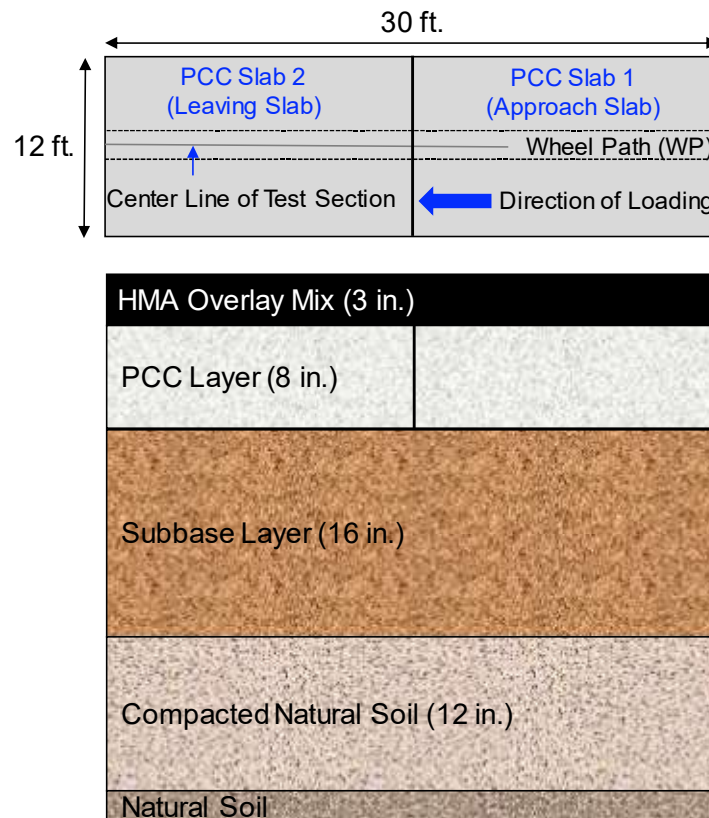 30 ft.
PCC Slab 2
(Leaving Slab)
PCC Slab 1
(Approach Slab)
12 ft.
Wheel Path (WP)
Center Line of Test Section
Direction of Loading
HMA Overlay Mix (3 in.)
PCC Layer (8 in.)
Subbase Layer (16 in.)
Compacted Natural Soil (12 in.)
Natural Soil